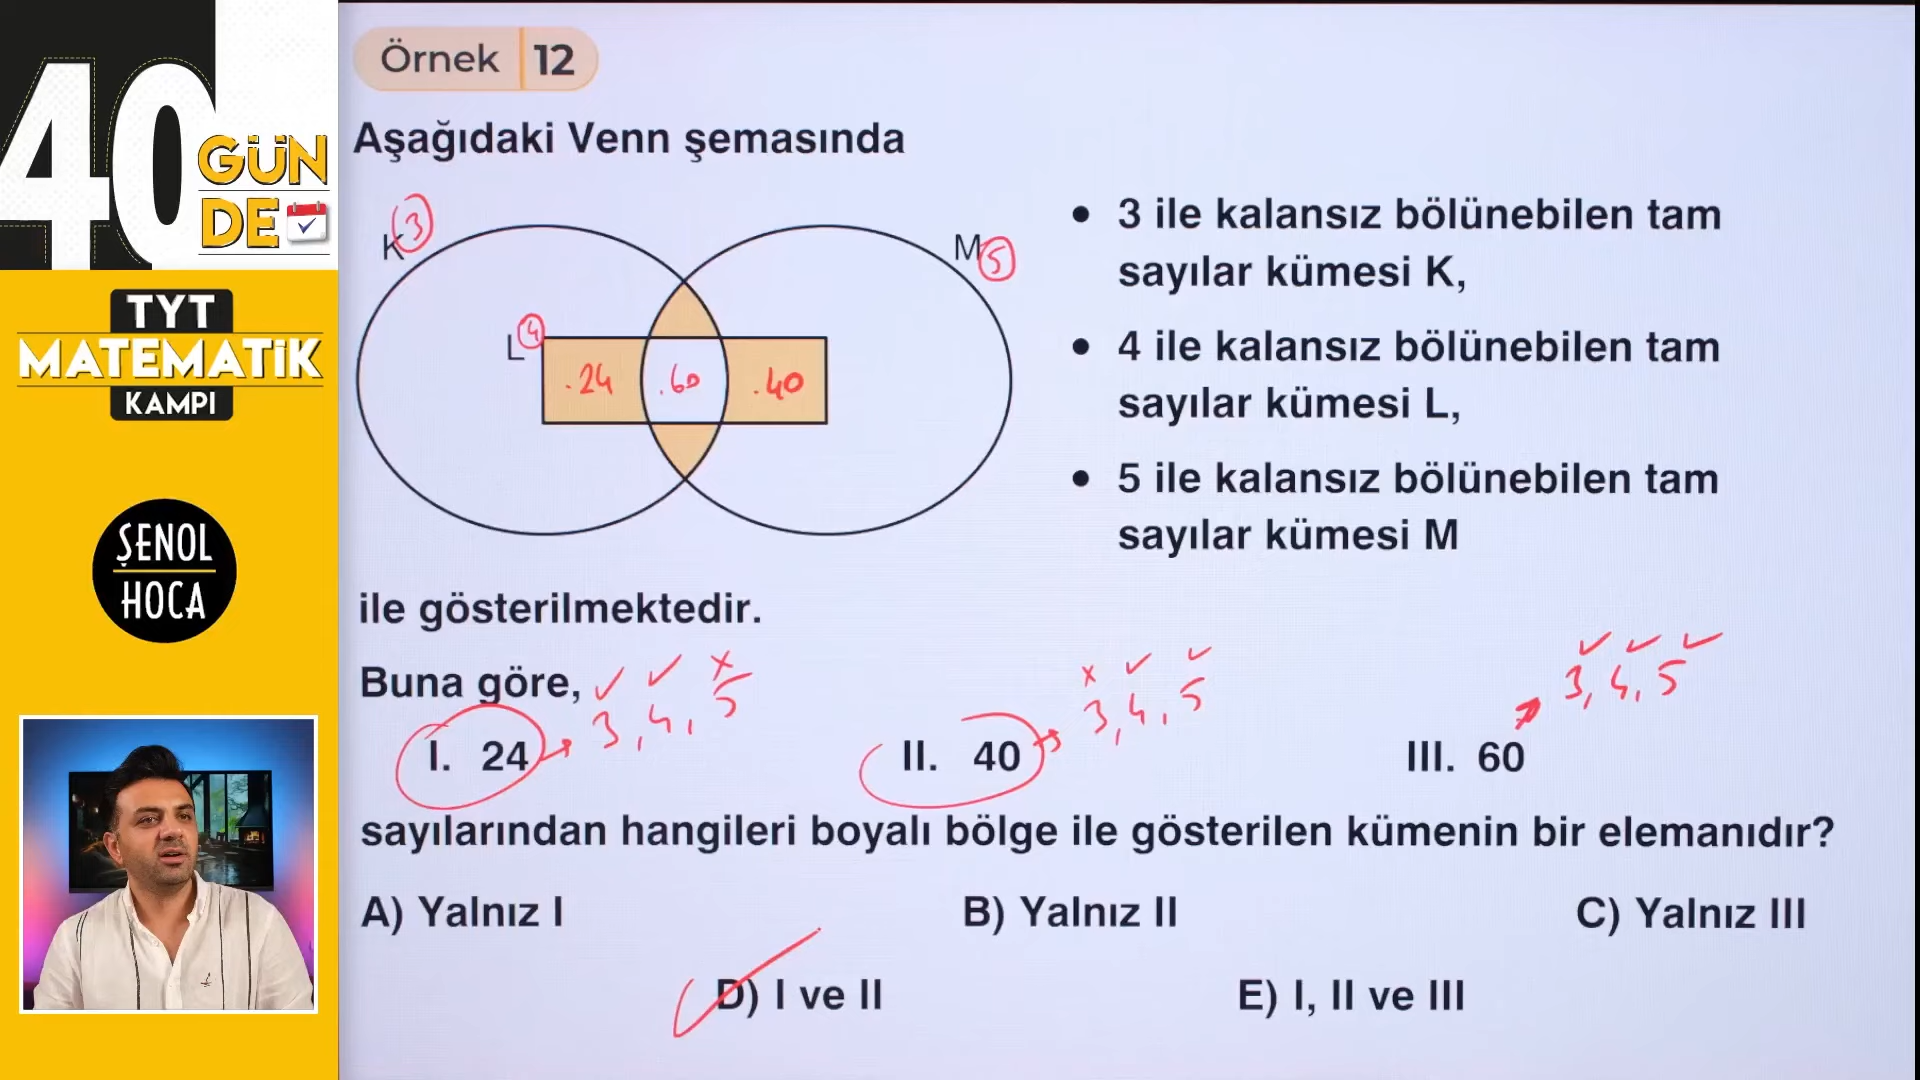 40
GÜN
DE
TYT
MATEMATİK
KAMPI
ŞENOL
HOCA
Örnek 12
Aşağıdaki Venn şemasında
K 3
M 5
L 4
.24 .60 .40
• 3 ile kalansız bölünebilen tam
sayılar kümesi K,
• 4 ile kalansız bölünebilen tam
sayılar kümesi L,
• 5 ile kalansız bölünebilen tam
sayılar kümesi M
ile gösterilmektedir.
Buna göre,
✓ ✓ x
3, 4, 5
x ✓ ✓
3, 4, 5
✓ ✓ ✓
3, 4, 5
I. 24 II. 40 III. 60
sayılarından hangileri boyalı bölge ile gösterilen kümenin bir elemanıdır?
A) Yalnız I B) Yalnız II C) Yalnız III
D) I ve II E) I, II ve III